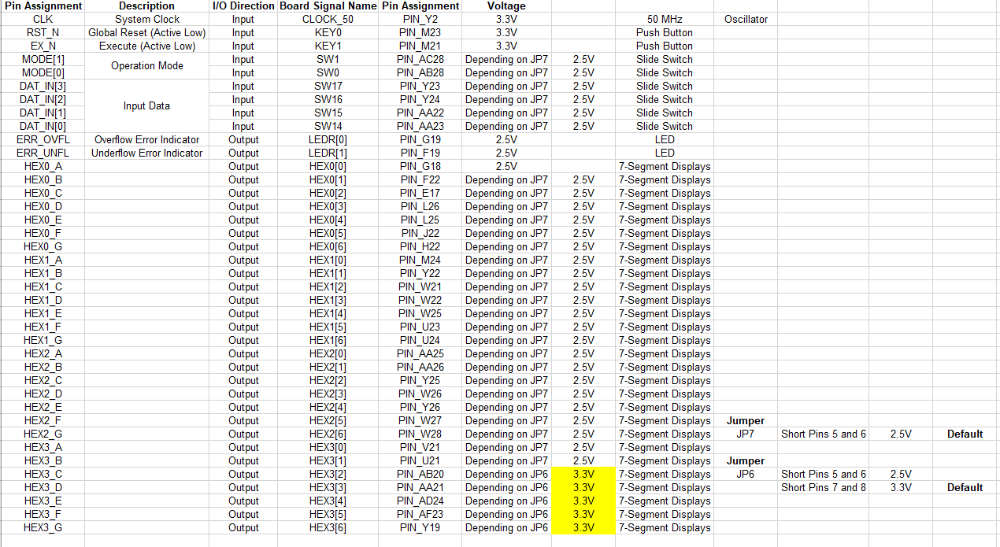 Pin Assignment Description I/O Direction Board Signal Name Pin Assignment Voltage
CLK System Clock Input CLOCK_50 PIN_Y2 3.3V 50 MHz Oscillator
RST_N Global Reset (Active Low) Input KEY0 PIN_M23 3.3V Push Button
EX_N Execute (Active Low) Input KEY1 PIN_M21 3.3V Push Button
MODE[1] Operation Mode Input SW1 PIN_AC28 Depending on JP7 2.5V Slide Switch
MODE[0] Input SW0 PIN_AB28 Depending on JP7 2.5V Slide Switch
DAT_IN[3] Input Data Input SW17 PIN_Y23 Depending on JP7 2.5V Slide Switch
DAT_IN[2] Input SW16 PIN_Y24 Depending on JP7 2.5V Slide Switch
DAT_IN[1] Input SW15 PIN_AA22 Depending on JP7 2.5V Slide Switch
DAT_IN[0] Input SW14 PIN_AA23 Depending on JP7 2.5V Slide Switch
ERR_OVFL Overflow Error Indicator Output LEDR[0] PIN_G19 2.5V LED
ERR_UNFL Underflow Error Indicator Output LEDR[1] PIN_F19 2.5V LED
HEX0_A Output HEX0[0] PIN_G18 2.5V 7-Segment Displays
HEX0_B Output HEX0[1] PIN_F22 Depending on JP7 2.5V 7-Segment Displays
HEX0_C Output HEX0[2] PIN_E17 Depending on JP7 2.5V 7-Segment Displays
HEX0_D Output HEX0[3] PIN_L26 Depending on JP7 2.5V 7-Segment Displays
HEX0_E Output HEX0[4] PIN_L25 Depending on JP7 2.5V 7-Segment Displays
HEX0_F Output HEX0[5] PIN_J22 Depending on JP7 2.5V 7-Segment Displays
HEX0_G Output HEX0[6] PIN_H22 Depending on JP7 2.5V 7-Segment Displays
HEX1_A Output HEX1[0] PIN_M24 Depending on JP7 2.5V 7-Segment Displays
HEX1_B Output HEX1[1] PIN_Y22 Depending on JP7 2.5V 7-Segment Displays
HEX1_C Output HEX1[2] PIN_W21 Depending on JP7 2.5V 7-Segment Displays
HEX1_D Output HEX1[3] PIN_W22 Depending on JP7 2.5V 7-Segment Displays
HEX1_E Output HEX1[4] PIN_W25 Depending on JP7 2.5V 7-Segment Displays
HEX1_F Output HEX1[5] PIN_U23 Depending on JP7 2.5V 7-Segment Displays
HEX1_G Output HEX1[6] PIN_U24 Depending on JP7 2.5V 7-Segment Displays
HEX2_A Output HEX2[0] PIN_AA25 Depending on JP7 2.5V 7-Segment Displays
HEX2_B Output HEX2[1] PIN_AA26 Depending on JP7 2.5V 7-Segment Displays
HEX2_C Output HEX2[2] PIN_Y25 Depending on JP7 2.5V 7-Segment Displays
HEX2_D Output HEX2[3] PIN_W26 Depending on JP7 2.5V 7-Segment Displays
HEX2_E Output HEX2[4] PIN_Y26 Depending on JP7 2.5V 7-Segment Displays
HEX2_F Output HEX2[5] PIN_W27 Depending on JP7 2.5V 7-Segment Displays Jumper
HEX2_G Output HEX2[6] PIN_W28 Depending on JP7 2.5V 7-Segment Displays JP7 Short Pins 5 and 6 2.5V Default
HEX3_A Output HEX3[0] PIN_V21 Depending on JP7 2.5V 7-Segment Displays
HEX3_B Output HEX3[1] PIN_U21 Depending on JP7 2.5V 7-Segment Displays Jumper
HEX3_C Output HEX3[2] PIN_AB20 Depending on JP6 3.3V 7-Segment Displays JP6 Short Pins 5 and 6 2.5V
HEX3_D Output HEX3[3] PIN_AA21 Depending on JP6 3.3V 7-Segment Displays Short Pins 7 and 8 3.3V Default
HEX3_E Output HEX3[4] PIN_AD24 Depending on JP6 3.3V 7-Segment Displays
HEX3_F Output HEX3[5] PIN_AF23 Depending on JP6 3.3V 7-Segment Displays
HEX3_G Output HEX3[6] PIN_Y19 Depending on JP6 3.3V 7-Segment Displays